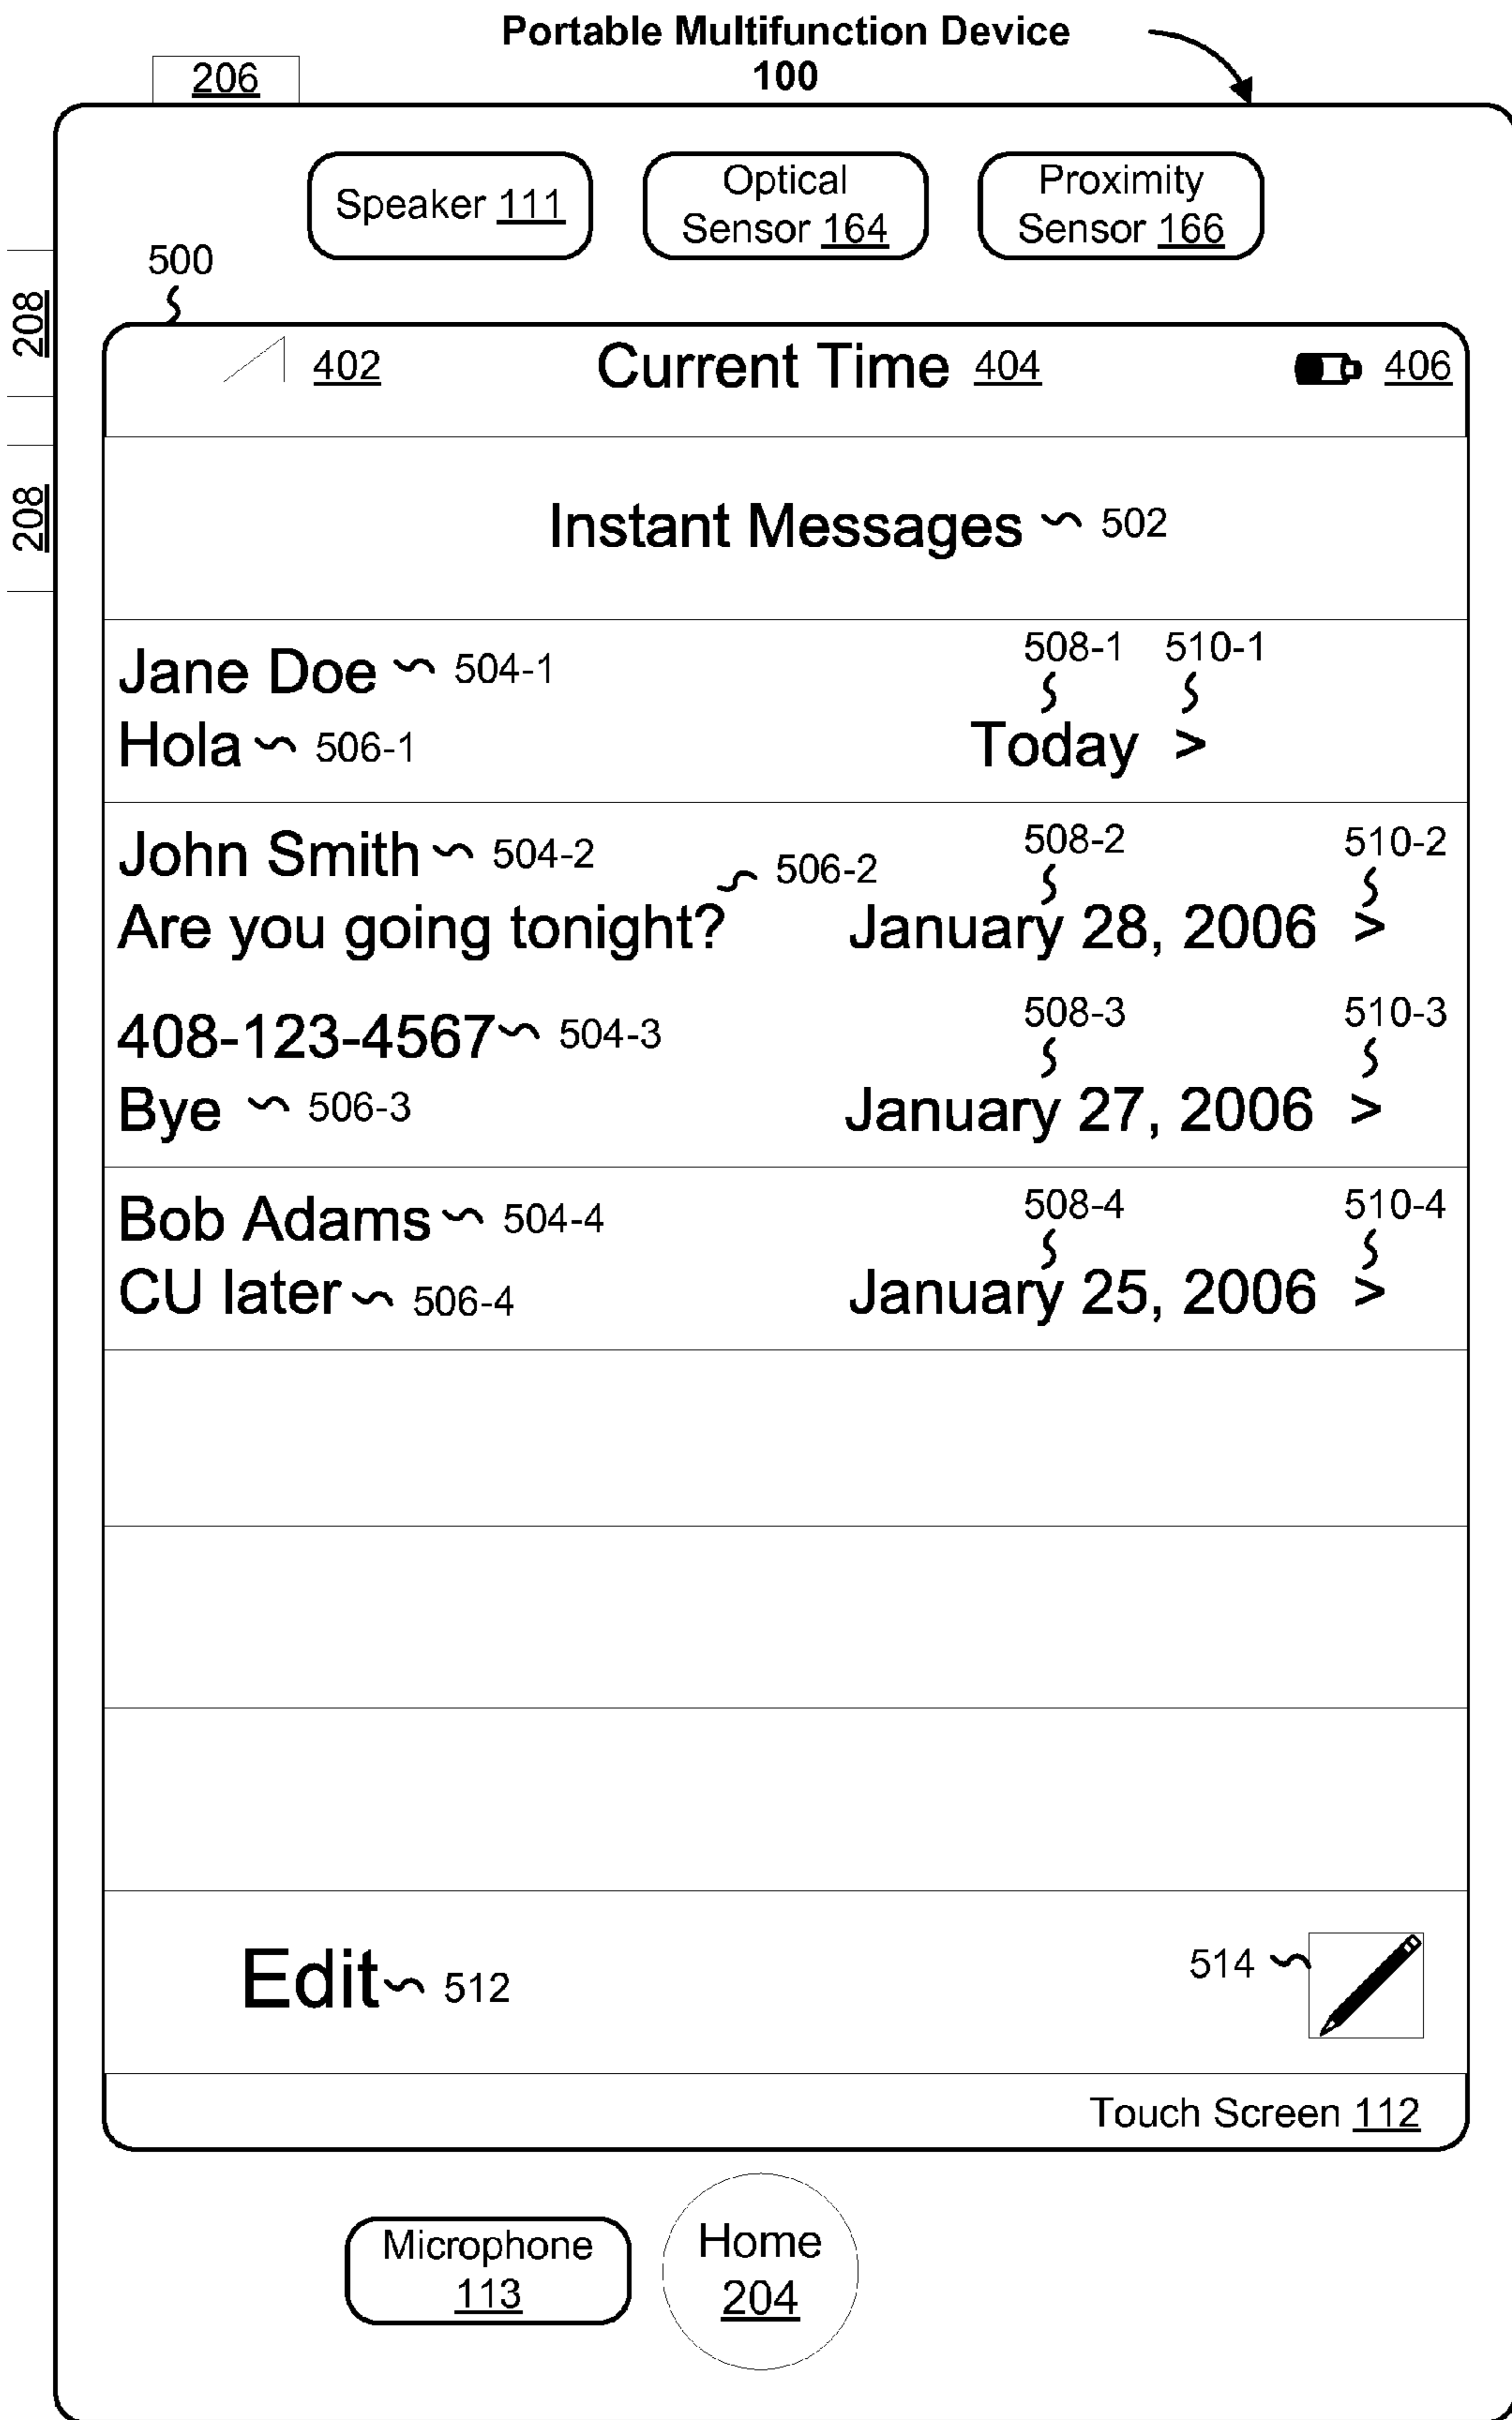 Portable Multifunction Device
100
206
Speaker 111
Optical
Sensor 164
Proximity
Sensor 166
500
208
208
402
Current Time 404
406
Instant Messages 502
508-1 510-1
Jane Doe 504-1
Hola 506-1
Today >
John Smith 504-2
506-2
508-2
510-2
Are you going tonight?
January 28, 2006 >
408-123-4567 504-3
508-3
510-3
Bye 506-3
January 27, 2006 >
Bob Adams 504-4
508-4
510-4
CU later 506-4
January 25, 2006 >
Edit 512
514
Touch Screen 112
Microphone
113
Home
204